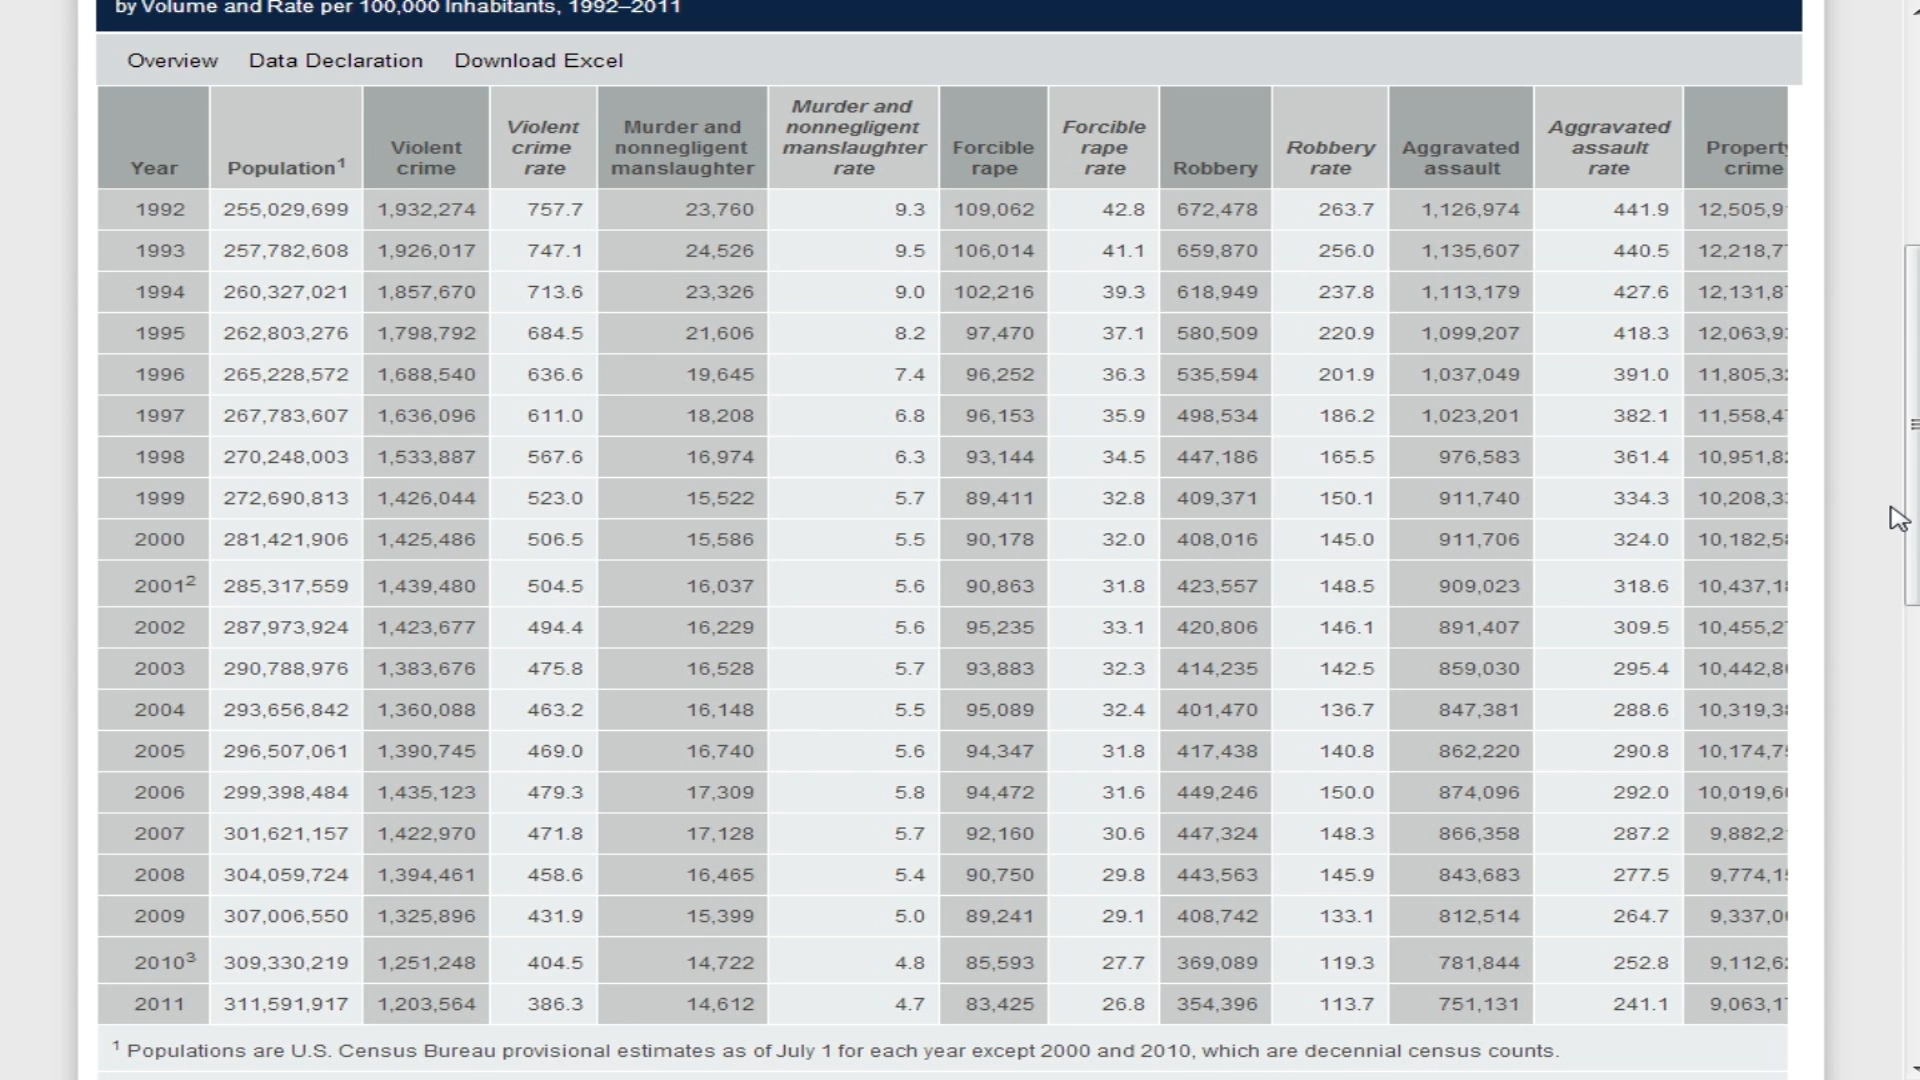 by Volume and Rate per 100,000 Inhabitants, 1992–2011
Overview Data Declaration Download Excel
Year Population¹ Violent crime Violent crime rate Murder and nonnegligent manslaughter Murder and nonnegligent manslaughter rate Forcible rape Forcible rape rate Robbery Robbery rate Aggravated assault Aggravated assault rate Property crime
1992 255,029,699 1,932,274 757.7 23,760 9.3 109,062 42.8 672,478 263.7 1,126,974 441.9 12,505,9
1993 257,782,608 1,926,017 747.1 24,526 9.5 106,014 41.1 659,870 256.0 1,135,607 440.5 12,218,7
1994 260,327,021 1,857,670 713.6 23,326 9.0 102,216 39.3 618,949 237.8 1,113,179 427.6 12,131,8
1995 262,803,276 1,798,792 684.5 21,606 8.2 97,470 37.1 580,509 220.9 1,099,207 418.3 12,063,9
1996 265,228,572 1,688,540 636.6 19,645 7.4 96,252 36.3 535,594 201.9 1,037,049 391.0 11,805,3
1997 267,783,607 1,636,096 611.0 18,208 6.8 96,153 35.9 498,534 186.2 1,023,201 382.1 11,558,4
1998 270,248,003 1,533,887 567.6 16,974 6.3 93,144 34.5 447,186 165.5 976,583 361.4 10,951,8
1999 272,690,813 1,426,044 523.0 15,522 5.7 89,411 32.8 409,371 150.1 911,740 334.3 10,208,3
2000 281,421,906 1,425,486 506.5 15,586 5.5 90,178 32.0 408,016 145.0 911,706 324.0 10,182,5
2001² 285,317,559 1,439,480 504.5 16,037 5.6 90,863 31.8 423,557 148.5 909,023 318.6 10,437,1
2002 287,973,924 1,423,677 494.4 16,229 5.6 95,235 33.1 420,806 146.1 891,407 309.5 10,455,2
2003 290,788,976 1,383,676 475.8 16,528 5.7 93,883 32.3 414,235 142.5 859,030 295.4 10,442,8
2004 293,656,842 1,360,088 463.2 16,148 5.5 95,089 32.4 401,470 136.7 847,381 288.6 10,319,3
2005 296,507,061 1,390,745 469.0 16,740 5.6 94,347 31.8 417,438 140.8 862,220 290.8 10,174,7
2006 299,398,484 1,435,123 479.3 17,309 5.8 94,472 31.6 449,246 150.0 874,096 292.0 10,019,6
2007 301,621,157 1,422,970 471.8 17,128 5.7 92,160 30.6 447,324 148.3 866,358 287.2 9,882,2
2008 304,059,724 1,394,461 458.6 16,465 5.4 90,750 29.8 443,563 145.9 843,683 277.5 9,774,1
2009 307,006,550 1,325,896 431.9 15,399 5.0 89,241 29.1 408,742 133.1 812,514 264.7 9,337,0
2010³ 309,330,219 1,251,248 404.5 14,722 4.8 85,593 27.7 369,089 119.3 781,844 252.8 9,112,6
2011 311,591,917 1,203,564 386.3 14,612 4.7 83,425 26.8 354,396 113.7 751,131 241.1 9,063,1
¹ Populations are U.S. Census Bureau provisional estimates as of July 1 for each year except 2000 and 2010, which are decennial census counts.